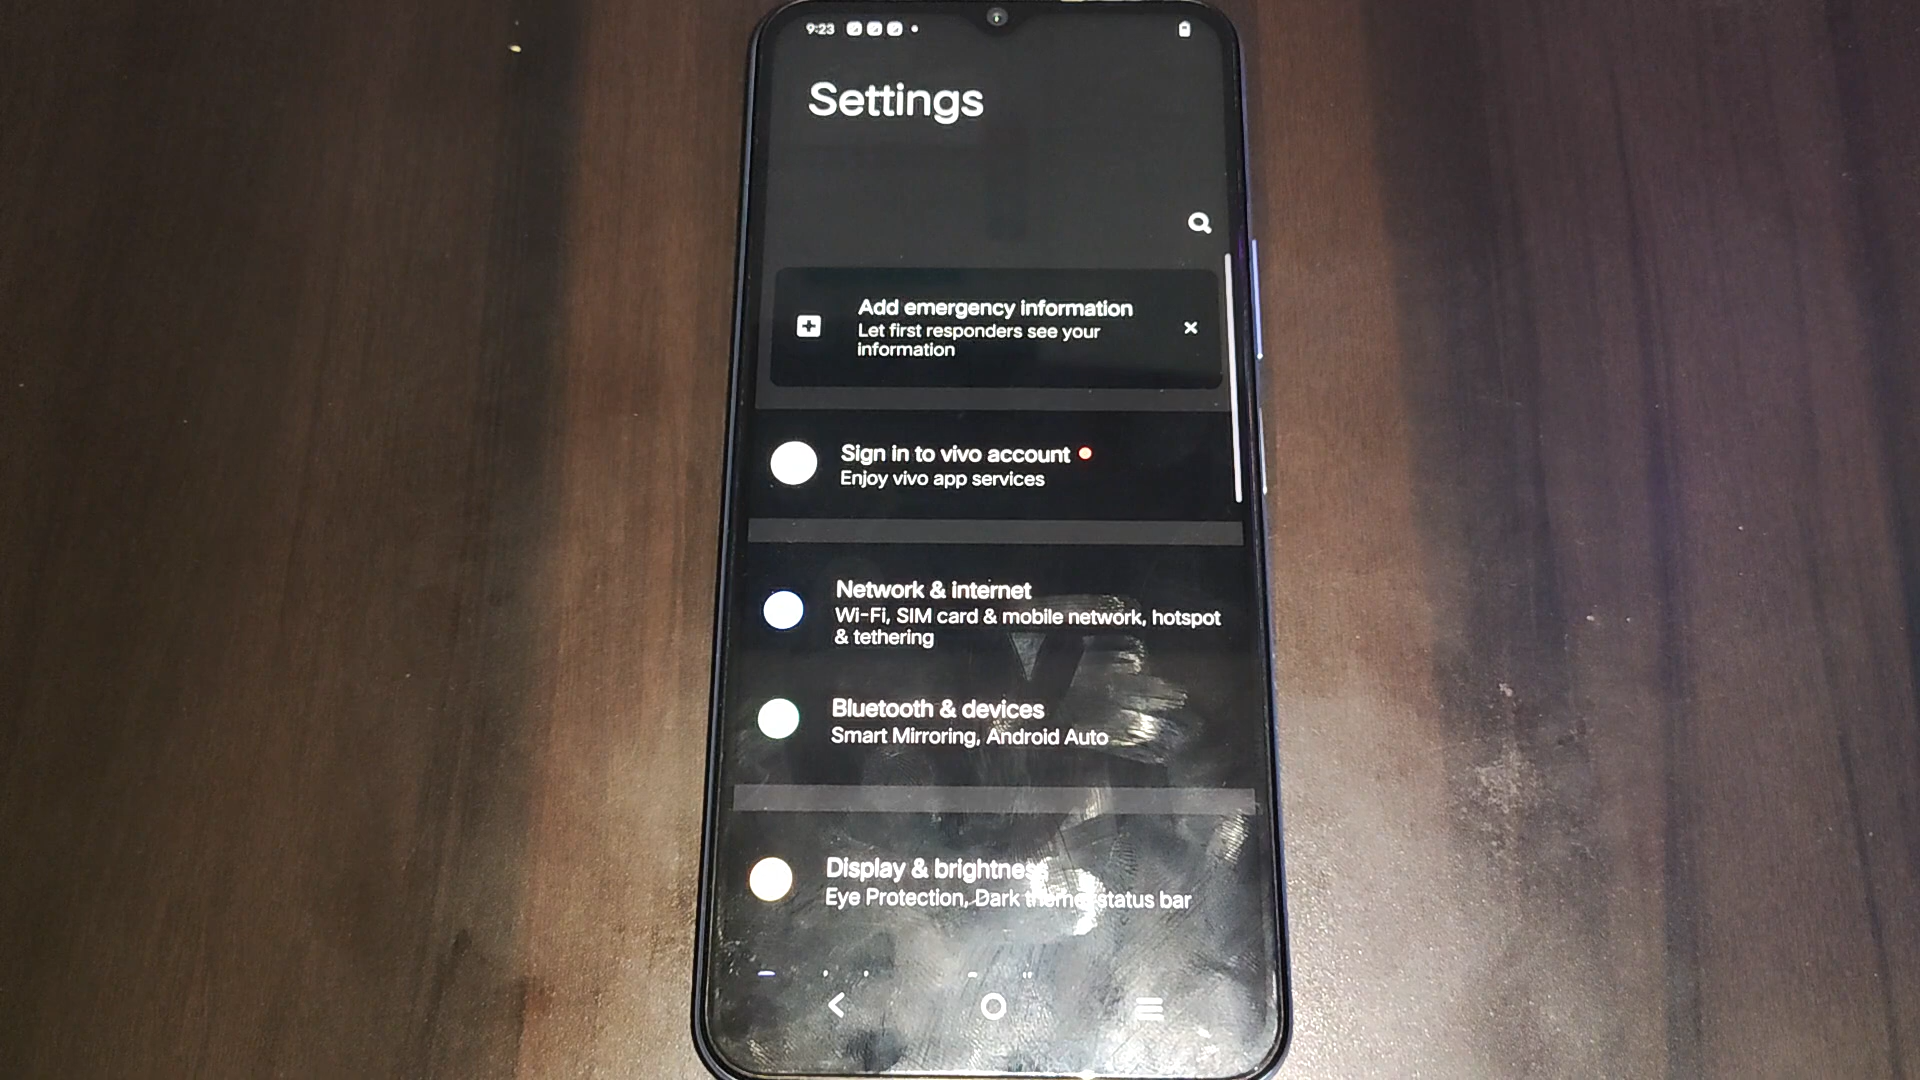 9:23
Settings
Add emergency information
Let first responders see your
information
Sign in to vivo account
Enjoy vivo app services
Network & internet
Wi-Fi, SIM card & mobile network, hotspot
& tethering
Bluetooth & devices
Smart Mirroring, Android Auto
Display & brightness
Eye Protection, Dark theme, status bar